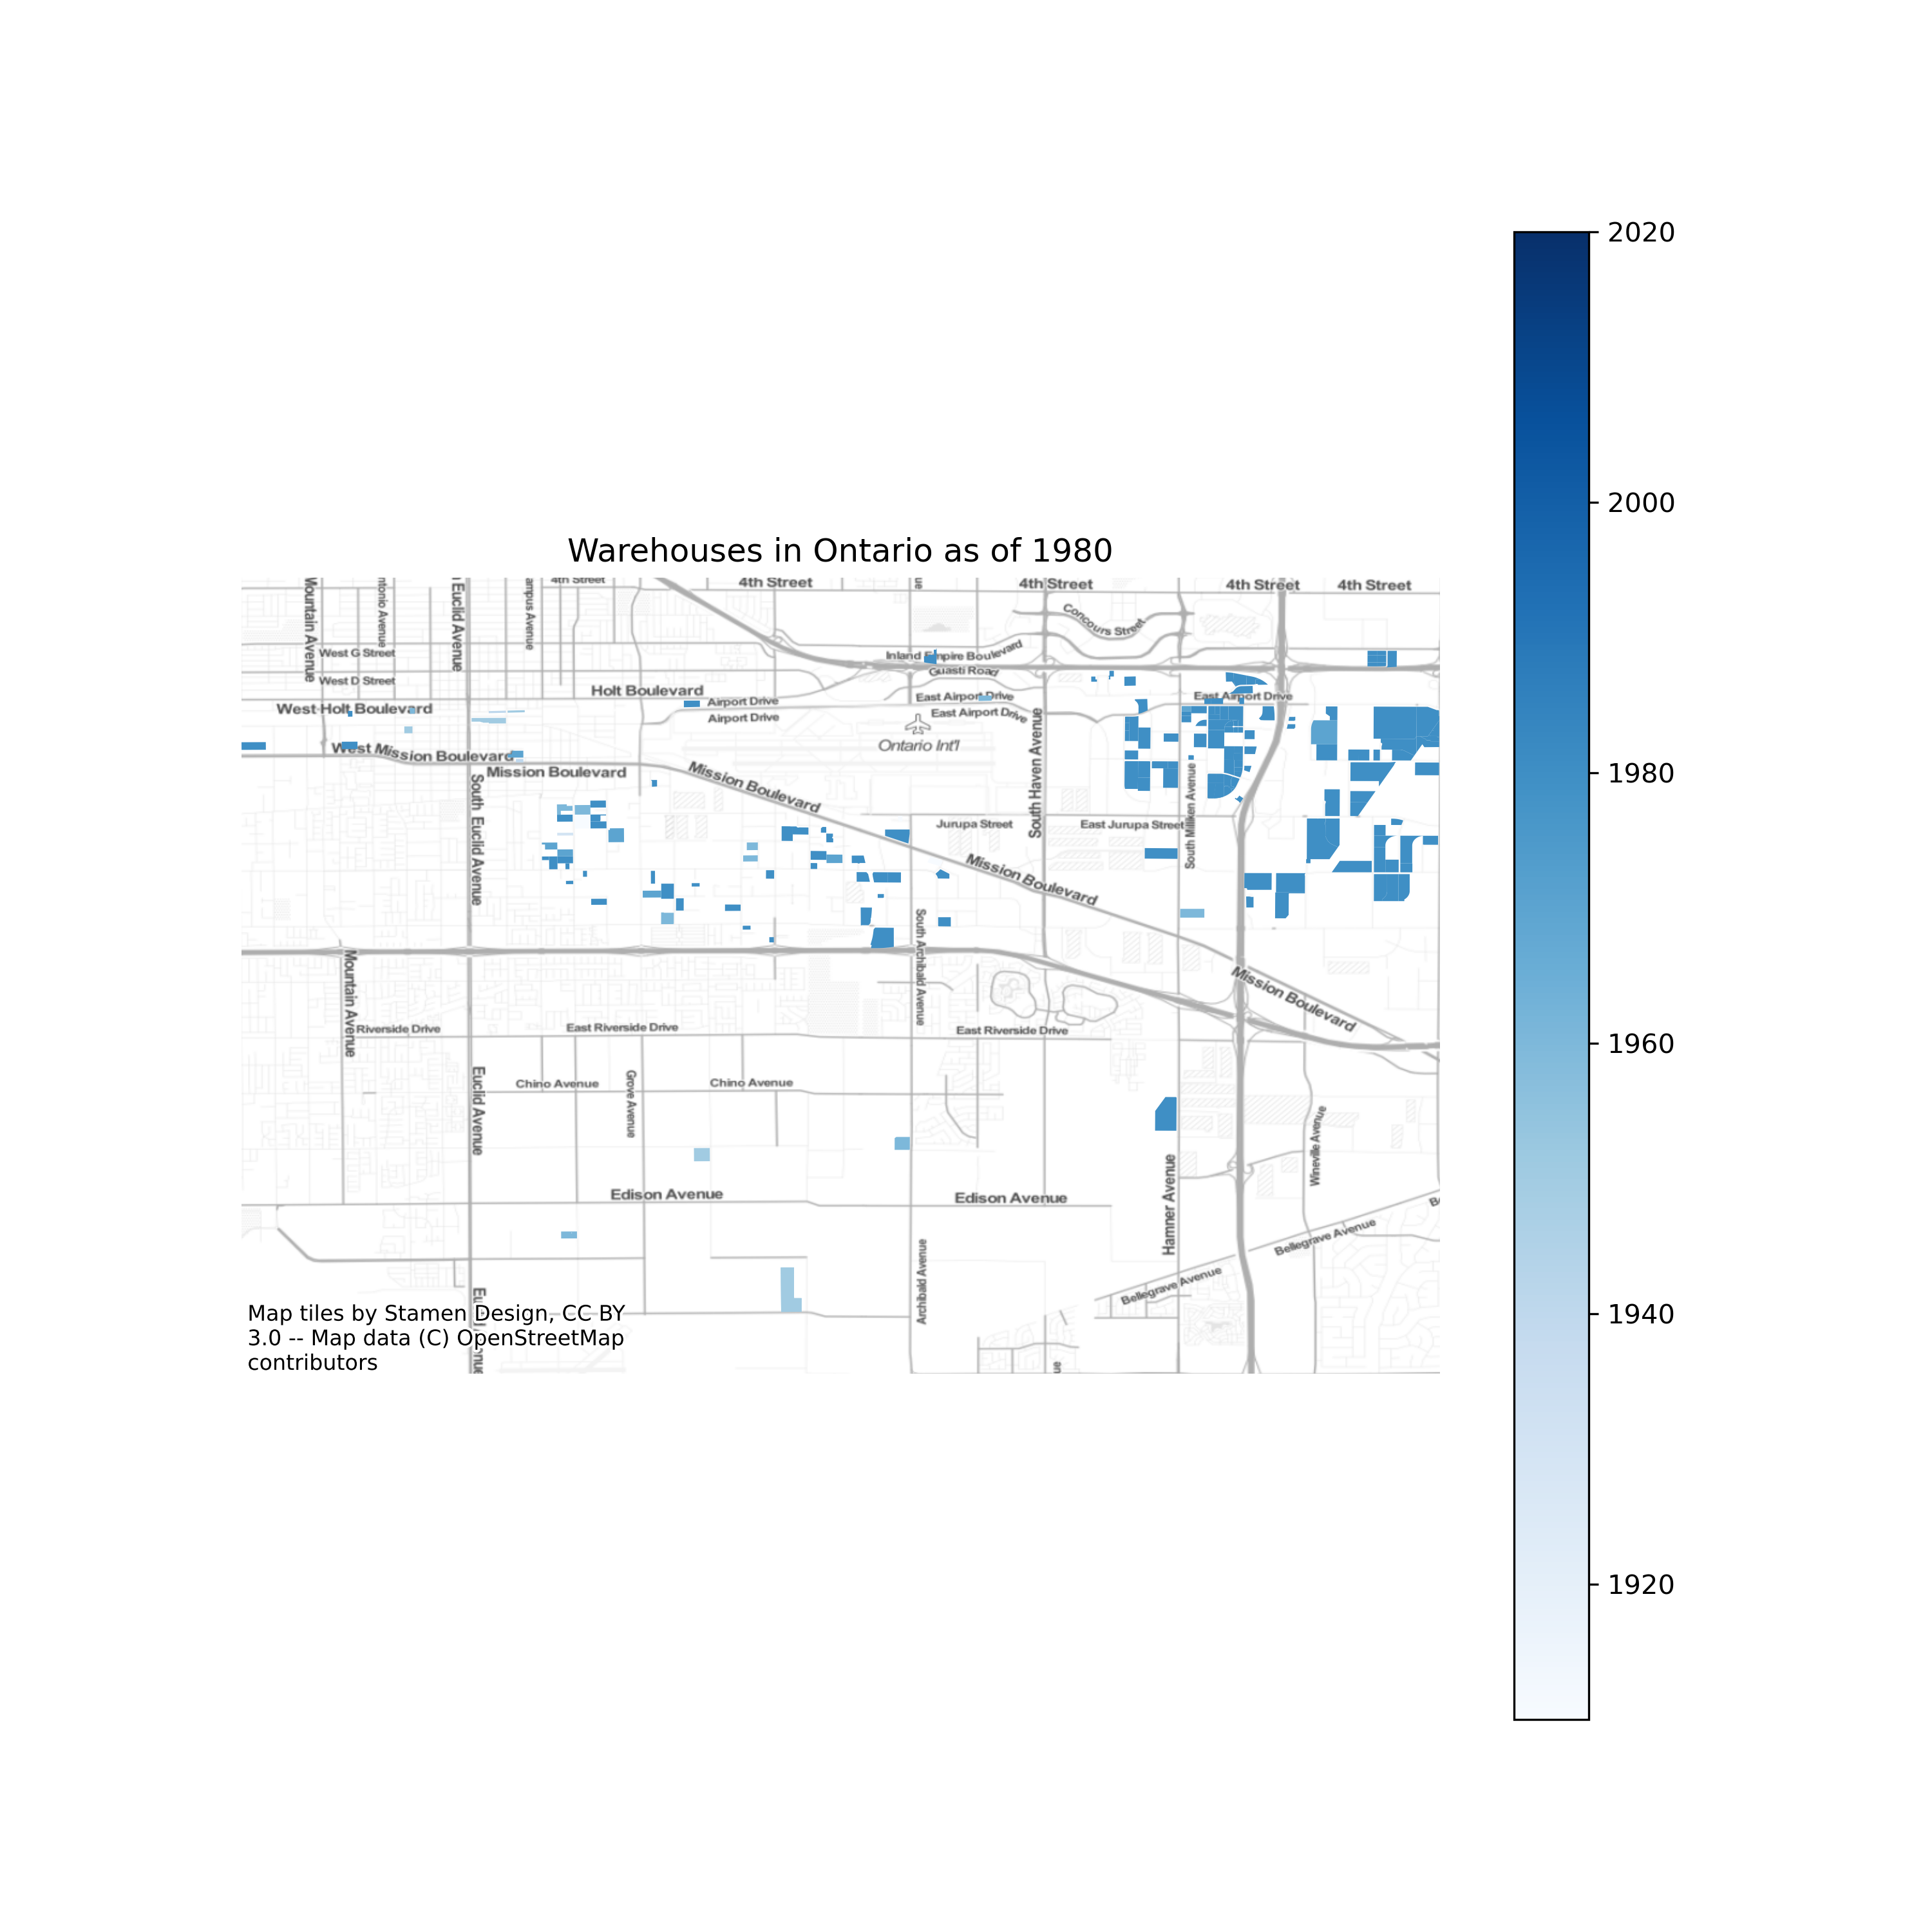 Warehouses in Ontario as of 1980
4th Street
4th Street
4th Street
4th Street
4th Street
Mountain Avenue
Euclid Avenue
Concours Street
West G Street
Inland Empire Boulevard
Guasti Road
West D Street
Holt Boulevard
Airport Drive
East Airport Drive
East Airport Drive
West Holt Boulevard
Airport Drive
East Airport Drive
Ontario Int'l
West Mission Boulevard
Mission Boulevard
Mission Boulevard
South Haven Avenue
South Milliken Avenue
South Euclid Avenue
Jurupa Street
East Jurupa Street
Mission Boulevard
South Archibald Avenue
Mountain Avenue
Mission Boulevard
Riverside Drive
East Riverside Drive
East Riverside Drive
Chino Avenue
Chino Avenue
Euclid Avenue
Grove Avenue
Wineville Avenue
Hamner Avenue
Edison Avenue
Edison Avenue
Bellegrave Avenue
Bellegrave Avenue
Archibald Avenue
Map tiles by Stamen Design, CC BY
3.0 -- Map data (C) OpenStreetMap
contributors
2020
2000
1980
1960
1940
1920